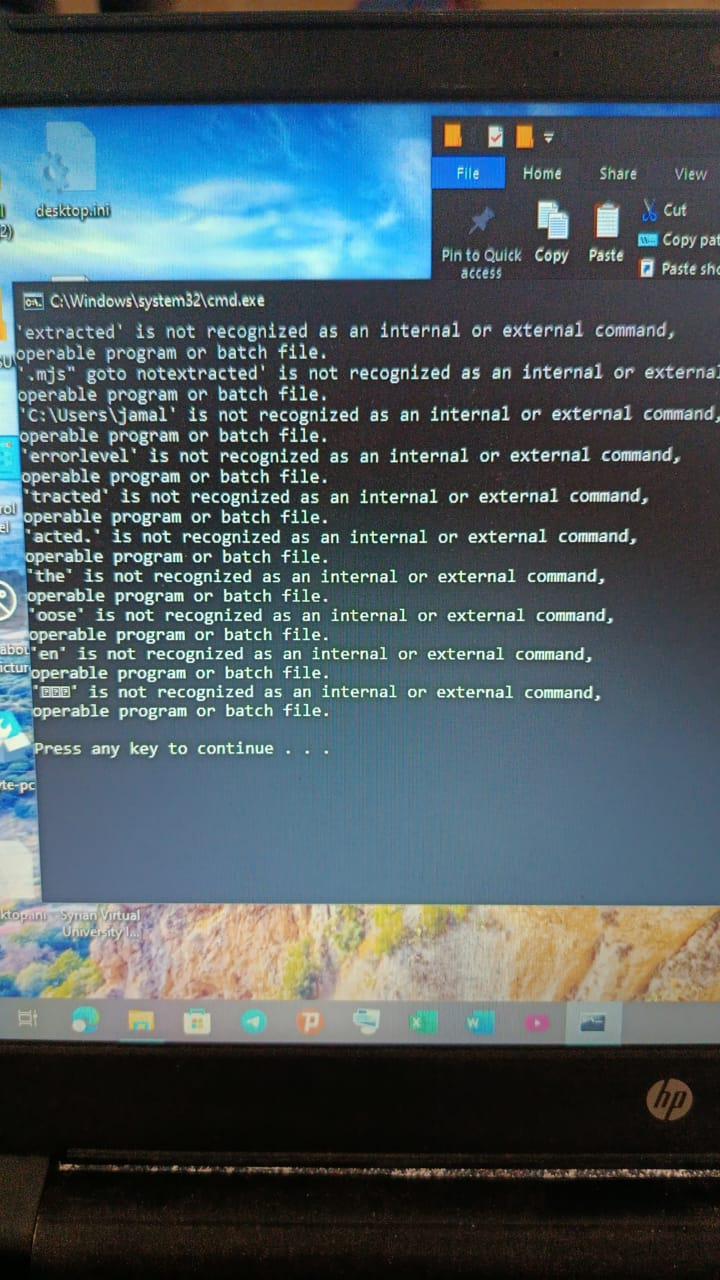 desktop.ini
2)
File Home Share View
Pin to Quick access
Copy
Paste
Cut
Copy pat
Paste sho
C:\Windows\system32\cmd.exe
'extracted' is not recognized as an internal or external command,
operable program or batch file.
'.mjs" goto notextracted' is not recognized as an internal or external
operable program or batch file.
'C:\Users\jamal' is not recognized as an internal or external command,
operable program or batch file.
'errorlevel' is not recognized as an internal or external command,
operable program or batch file.
'tracted' is not recognized as an internal or external command,
operable program or batch file.
'acted.' is not recognized as an internal or external command,
operable program or batch file.
'the' is not recognized as an internal or external command,
operable program or batch file.
'oose' is not recognized as an internal or external command,
operable program or batch file.
'en' is not recognized as an internal or external command,
operable program or batch file.
'���' is not recognized as an internal or external command,
operable program or batch file.
Press any key to continue . . .
rol
el
abou
ictur
te-pc
ktop.ini
Syrian Virtual
University I...
hp